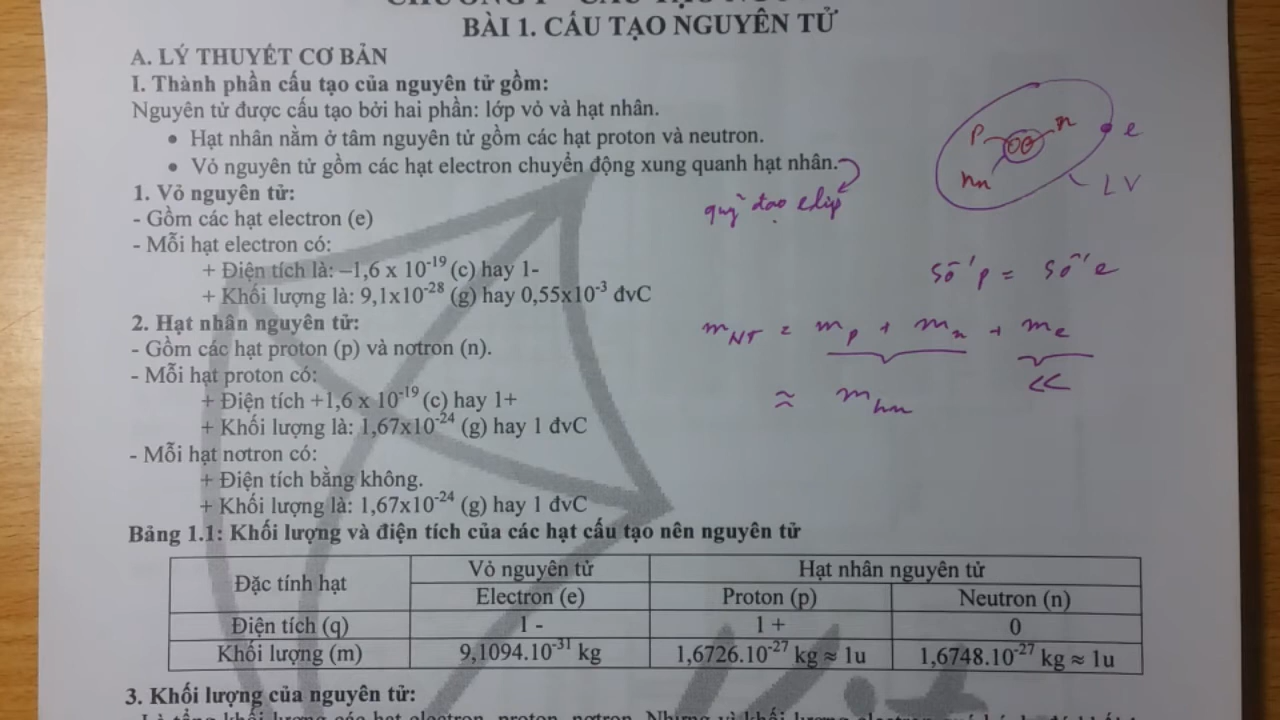 CHƯƠNG I
BÀI 1. CẤU TẠO NGUYÊN TỬ
A. LÝ THUYẾT CƠ BẢN
I. Thành phần cấu tạo của nguyên tử gồm:
Nguyên tử được cấu tạo bởi hai phần: lớp vỏ và hạt nhân.
• Hạt nhân nằm ở tâm nguyên tử gồm các hạt proton và neutron.
• Vỏ nguyên tử gồm các hạt electron chuyển động xung quanh hạt nhân.
quỹ đạo elip
p n e
hn LV
1. Vỏ nguyên tử:
- Gồm các hạt electron (e)
- Mỗi hạt electron có:
+ Điện tích là: –1,6 x 10⁻¹⁹ (c) hay 1-
+ Khối lượng là: 9,1x10⁻²⁸ (g) hay 0,55x10⁻³ đvC
số p = số e
2. Hạt nhân nguyên tử:
- Gồm các hạt proton (p) và nơtron (n).
- Mỗi hạt proton có:
+ Điện tích +1,6 x 10⁻¹⁹ (c) hay 1+
+ Khối lượng là: 1,67x10⁻²⁴ (g) hay 1 đvC
- Mỗi hạt nơtron có:
+ Điện tích bằng không.
+ Khối lượng là: 1,67x10⁻²⁴ (g) hay 1 đvC
m NT = m p + m n + m e
<<
≈ m hn
Bảng 1.1: Khối lượng và điện tích của các hạt cấu tạo nên nguyên tử
Đặc tính hạt Vỏ nguyên tử Hạt nhân nguyên tử
Electron (e) Proton (p) Neutron (n)
Điện tích (q) 1 - 1 + 0
Khối lượng (m) 9,1094.10⁻³¹ kg 1,6726.10⁻²⁷ kg ≈ 1u 1,6748.10⁻²⁷ kg ≈ 1u
3. Khối lượng của nguyên tử: